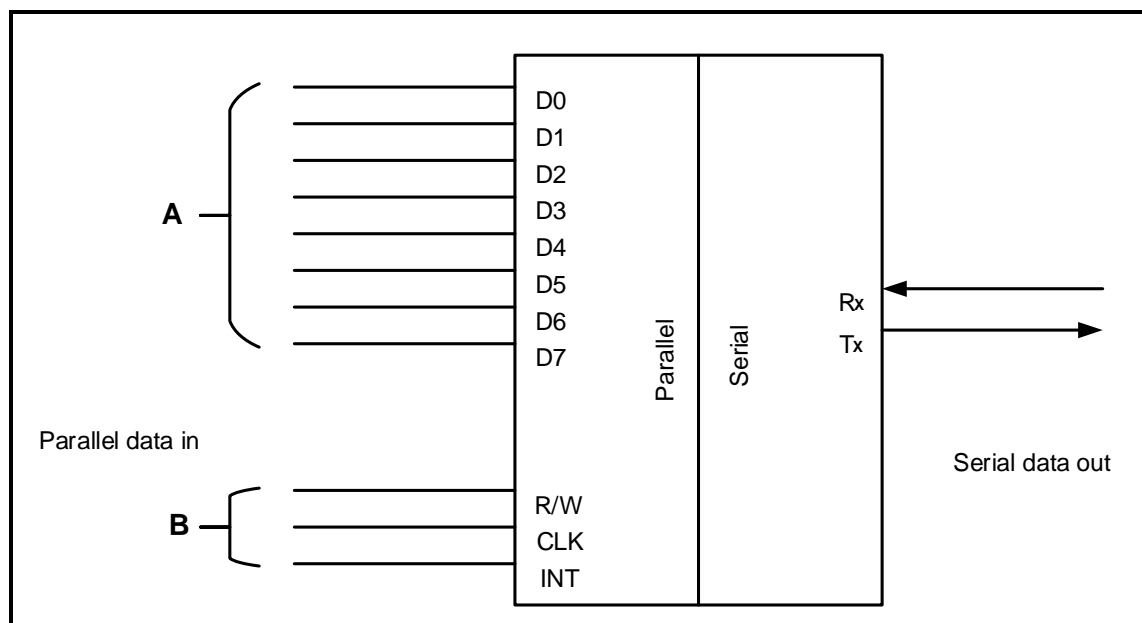 D0
D1
D2
D3
D4
D5
D6
D7
A
Parallel
Serial
Rx
Tx
Parallel data in
Serial data out
B
R/W
CLK
INT